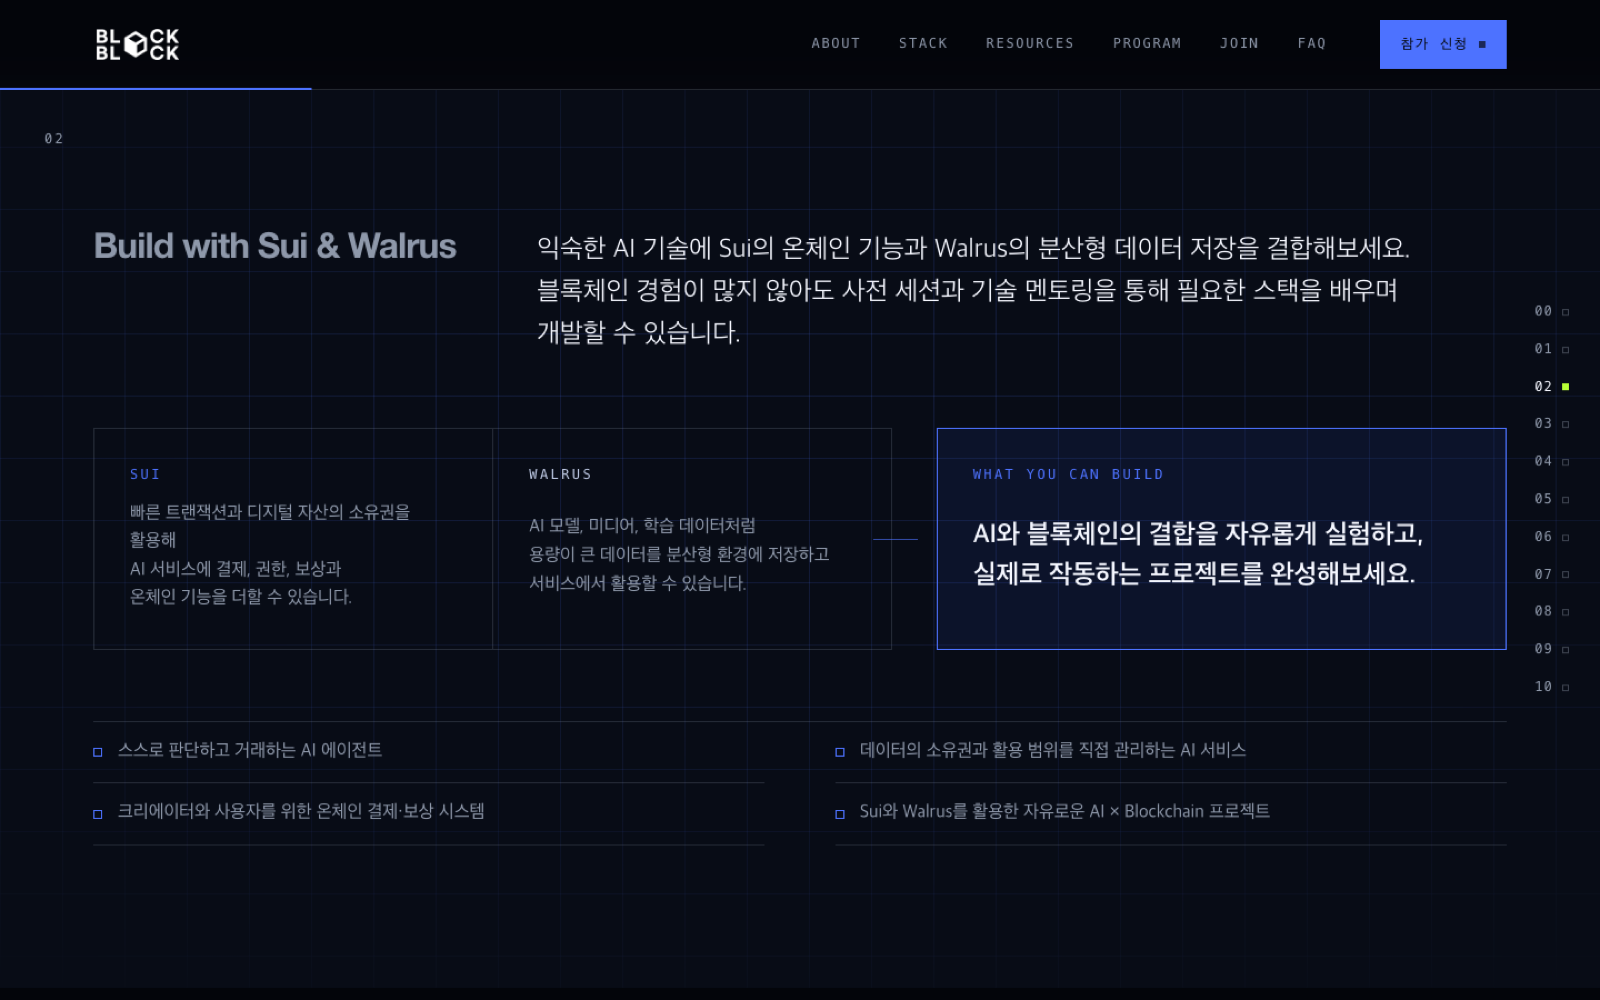 BLOCK
BLOCK
ABOUT
STACK
RESOURCES
PROGRAM
JOIN
FAQ
참가 신청
02
Build with Sui & Walrus
익숙한 AI 기술에 Sui의 온체인 기능과 Walrus의 분산형 데이터 저장을 결합해보세요.
블록체인 경험이 많지 않아도 사전 세션과 기술 멘토링을 통해 필요한 스택을 배우며
개발할 수 있습니다.
SUI
빠른 트랜잭션과 디지털 자산의 소유권을
활용해
AI 서비스에 결제, 권한, 보상과
온체인 기능을 더할 수 있습니다.
WALRUS
AI 모델, 미디어, 학습 데이터처럼
용량이 큰 데이터를 분산형 환경에 저장하고
서비스에서 활용할 수 있습니다.
WHAT YOU CAN BUILD
AI와 블록체인의 결합을 자유롭게 실험하고,
실제로 작동하는 프로젝트를 완성해보세요.
스스로 판단하고 거래하는 AI 에이전트
데이터의 소유권과 활용 범위를 직접 관리하는 AI 서비스
크리에이터와 사용자를 위한 온체인 결제·보상 시스템
Sui와 Walrus를 활용한 자유로운 AI × Blockchain 프로젝트
00
01
02
03
04
05
06
07
08
09
10